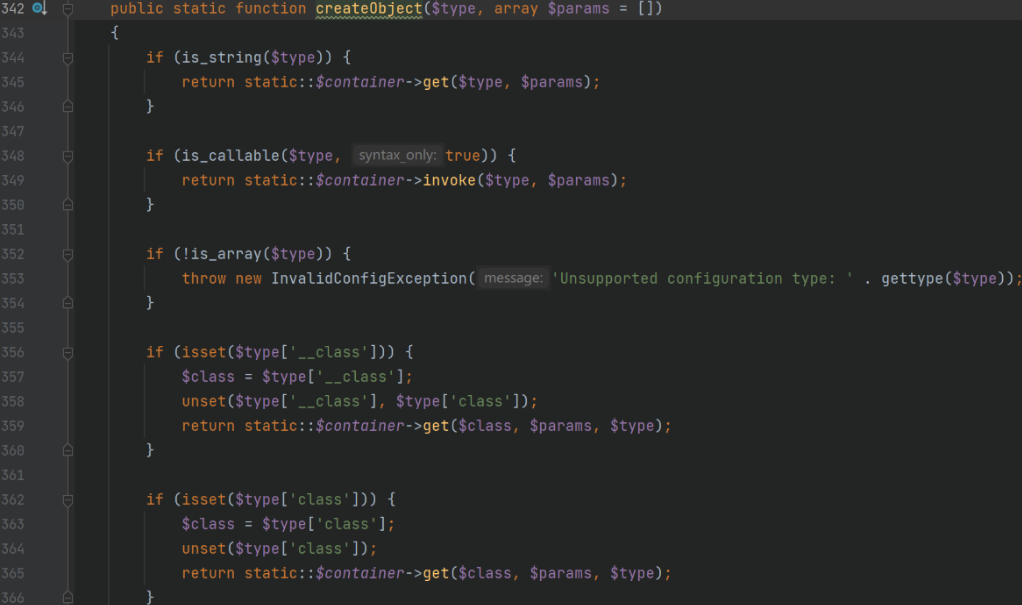 342 public static function createObject($type, array $params = [])
343 {
344 if (is_string($type)) {
345 return static::$container->get($type, $params);
346 }
347
348 if (is_callable($type, syntax_only: true)) {
349 return static::$container->invoke($type, $params);
350 }
351
352 if (!is_array($type)) {
353 throw new InvalidConfigException( message: 'Unsupported configuration type: ' . gettype($type));
354 }
355
356 if (isset($type['__class'])) {
357 $class = $type['__class'];
358 unset($type['__class'], $type['class']);
359 return static::$container->get($class, $params, $type);
360 }
361
362 if (isset($type['class'])) {
363 $class = $type['class'];
364 unset($type['class']);
365 return static::$container->get($class, $params, $type);
366 }